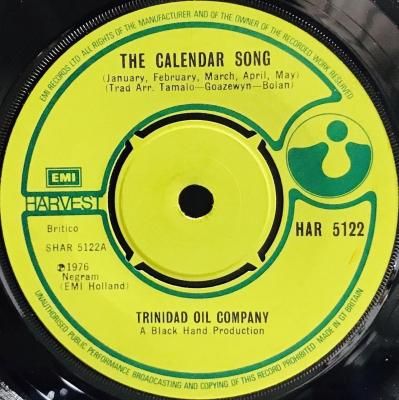 EMI RECORDS LTD ALL RIGHTS OF THE MANUFACTURER AND OF THE OWNER OF THE RECORDED WORK RESERVED
THE CALENDAR SONG
(January, February, March, April, May)
(Trad Arr. Tamalo—Goazewyn—Bolan)
EMI
HARVEST
HAR 5122
Britico
SHAR 5122A
℗1976
Negram
(EMI Holland)
TRINIDAD OIL COMPANY
A Black Hand Production
UNAUTHORISED PUBLIC PERFORMANCE BROADCASTING AND COPYING OF THIS RECORD PROHIBITED MADE IN GT BRITAIN